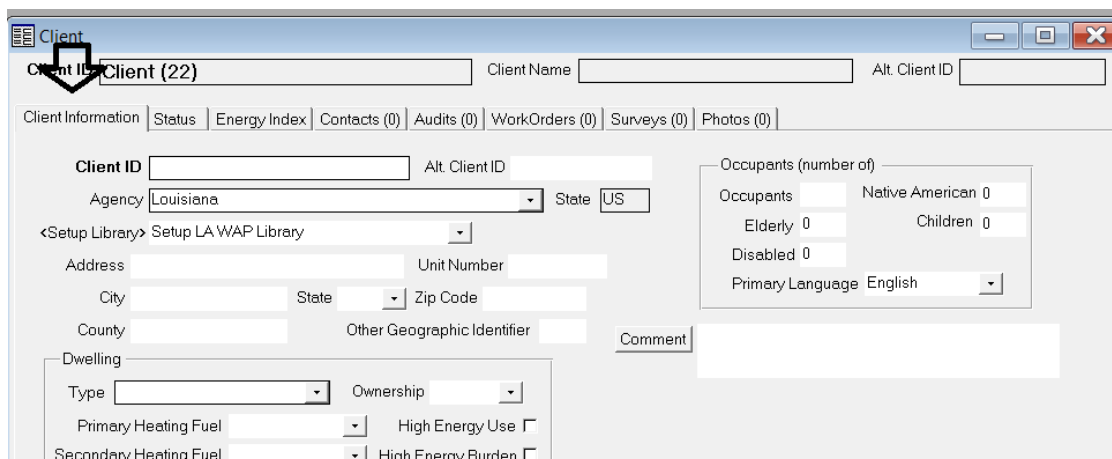 Client
Client ID Client (22) Client Name Alt. Client ID
Client Information Status Energy Index Contacts (0) Audits (0) WorkOrders (0) Surveys (0) Photos (0)
Client ID Alt. Client ID Occupants (number of)
Agency Louisiana State US Occupants Native American 0
<Setup Library> Setup LA WAP Library Elderly 0 Children 0
Disabled 0
Address Unit Number Primary Language English
City State Zip Code
County Other Geographic Identifier Comment
Dwelling
Type Ownership
Primary Heating Fuel High Energy Use
Secondary Heating Fuel High Energy Burden